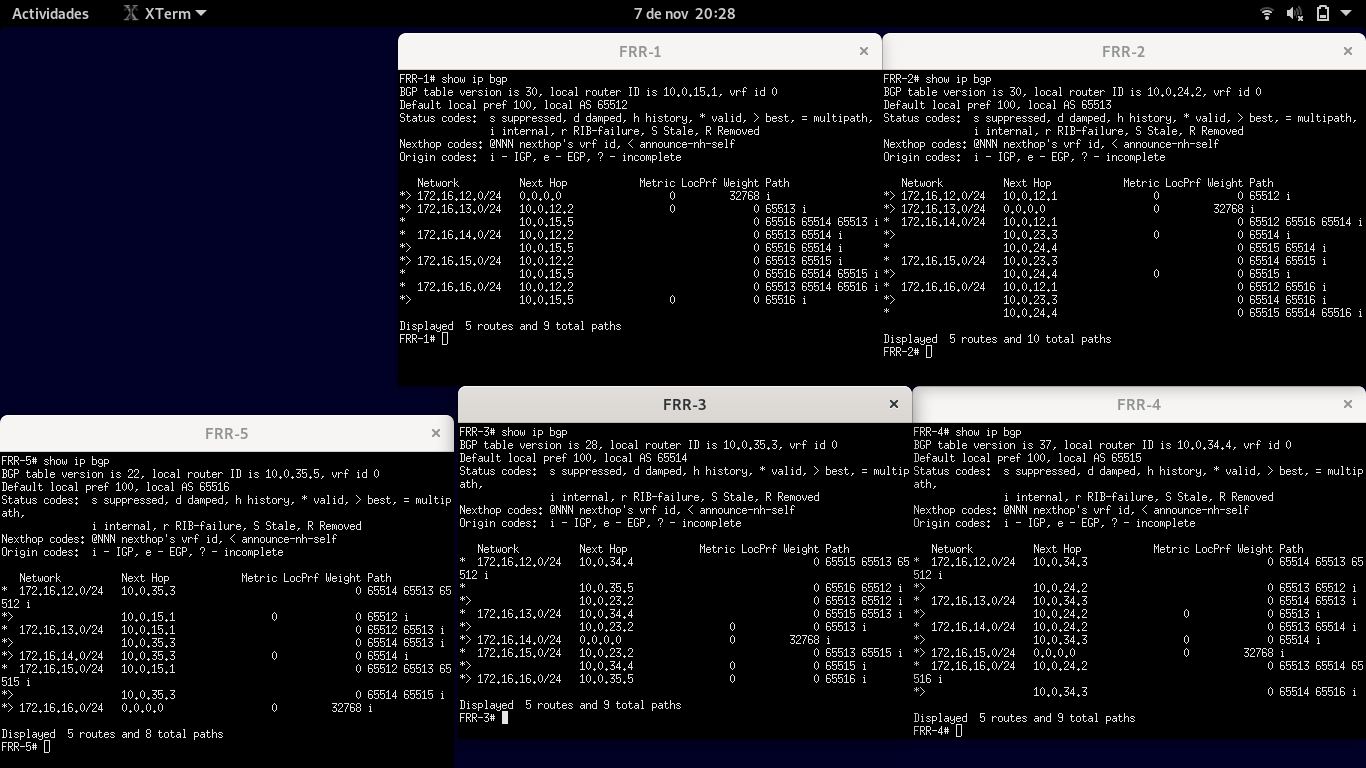 Actividades XTerm 7 de nov 20:28
FRR-1
FRR-1# show ip bgp
BGP table version is 30, local router ID is 10.0.15.1, vrf id 0
Default local pref 100, local AS 65512
Status codes:  s suppressed, d damped, h history, * valid, > best, = multipath,
i internal, r RIB-failure, S Stale, R Removed
Nexthop codes: @NNN nexthop's vrf id, < announce-nh-self
Origin codes:  i - IGP, e - EGP, ? - incomplete
Network Next Hop Metric LocPrf Weight Path
*> 172.16.12.0/24 0.0.0.0 0 32768 i
*> 172.16.13.0/24 10.0.12.2 0 0 65513 i
* 10.0.15.5 0 65516 65514 65513 i
* 172.16.14.0/24 10.0.12.2 0 65513 65514 i
*> 10.0.15.5 0 65516 65514 i
*> 172.16.15.0/24 10.0.12.2 0 65513 65515 i
* 10.0.15.5 0 65516 65514 65515 i
* 172.16.16.0/24 10.0.12.2 0 65513 65514 65516 i
*> 10.0.15.5 0 0 65516 i
Displayed  5 routes and 9 total paths
FRR-1#
FRR-2
FRR-2# show ip bgp
BGP table version is 30, local router ID is 10.0.24.2, vrf id 0
Default local pref 100, local AS 65513
Status codes:  s suppressed, d damped, h history, * valid, > best, = multipath,
i internal, r RIB-failure, S Stale, R Removed
Nexthop codes: @NNN nexthop's vrf id, < announce-nh-self
Origin codes:  i - IGP, e - EGP, ? - incomplete
Network Next Hop Metric LocPrf Weight Path
*> 172.16.12.0/24 10.0.12.1 0 0 65512 i
*> 172.16.13.0/24 0.0.0.0 0 32768 i
* 172.16.14.0/24 10.0.12.1 0 65512 65516 65514 i
*> 10.0.23.3 0 0 65514 i
* 10.0.24.4 0 65515 65514 i
* 172.16.15.0/24 10.0.23.3 0 65514 65515 i
*> 10.0.24.4 0 0 65515 i
* 172.16.16.0/24 10.0.12.1 0 65512 65516 i
*> 10.0.23.3 0 65514 65516 i
* 10.0.24.4 0 65515 65514 65516 i
Displayed  5 routes and 10 total paths
FRR-2#
FRR-5
FRR-5# show ip bgp
BGP table version is 22, local router ID is 10.0.35.5, vrf id 0
Default local pref 100, local AS 65516
Status codes:  s suppressed, d damped, h history, * valid, > best, = multip
ath,
i internal, r RIB-failure, S Stale, R Removed
Nexthop codes: @NNN nexthop's vrf id, < announce-nh-self
Origin codes:  i - IGP, e - EGP, ? - incomplete
Network Next Hop Metric LocPrf Weight Path
* 172.16.12.0/24 10.0.35.3 0 65514 65513 65
512 i
*> 10.0.15.1 0 0 65512 i
* 172.16.13.0/24 10.0.15.1 0 65512 65513 i
*> 10.0.35.3 0 65514 65513 i
*> 172.16.14.0/24 10.0.35.3 0 0 65514 i
* 172.16.15.0/24 10.0.15.1 0 65512 65513 65
515 i
*> 10.0.35.3 0 65514 65515 i
*> 172.16.16.0/24 0.0.0.0 0 32768 i
Displayed  5 routes and 8 total paths
FRR-5#
FRR-3
FRR-3# show ip bgp
BGP table version is 28, local router ID is 10.0.35.3, vrf id 0
Default local pref 100, local AS 65514
Status codes:  s suppressed, d damped, h history, * valid, > best, = multip
ath,
i internal, r RIB-failure, S Stale, R Removed
Nexthop codes: @NNN nexthop's vrf id, < announce-nh-self
Origin codes:  i - IGP, e - EGP, ? - incomplete
Network Next Hop Metric LocPrf Weight Path
* 172.16.12.0/24 10.0.34.4 0 65515 65513 65
512 i
* 10.0.35.5 0 65516 65512 i
*> 10.0.23.2 0 65513 65512 i
* 172.16.13.0/24 10.0.34.4 0 65515 65513 i
*> 10.0.23.2 0 0 65513 i
*> 172.16.14.0/24 0.0.0.0 0 32768 i
* 172.16.15.0/24 10.0.23.2 0 65513 65515 i
*> 10.0.34.4 0 0 65515 i
*> 172.16.16.0/24 10.0.35.5 0 0 65516 i
Displayed  5 routes and 9 total paths
FRR-3#
FRR-4
FRR-4# show ip bgp
BGP table version is 37, local router ID is 10.0.34.4, vrf id 0
Default local pref 100, local AS 65515
Status codes:  s suppressed, d damped, h history, * valid, > best, = multip
ath,
i internal, r RIB-failure, S Stale, R Removed
Nexthop codes: @NNN nexthop's vrf id, < announce-nh-self
Origin codes:  i - IGP, e - EGP, ? - incomplete
Network Next Hop Metric LocPrf Weight Path
* 172.16.12.0/24 10.0.34.3 0 65514 65513 65
512 i
*> 10.0.24.2 0 65513 65512 i
* 172.16.13.0/24 10.0.34.3 0 65514 65513 i
*> 10.0.24.2 0 0 65513 i
* 172.16.14.0/24 10.0.24.2 0 65513 65514 i
*> 10.0.34.3 0 0 65514 i
*> 172.16.15.0/24 0.0.0.0 0 32768 i
* 172.16.16.0/24 10.0.24.2 0 65513 65514 65
516 i
*> 10.0.34.3 0 65514 65516 i
Displayed  5 routes and 9 total paths
FRR-4#